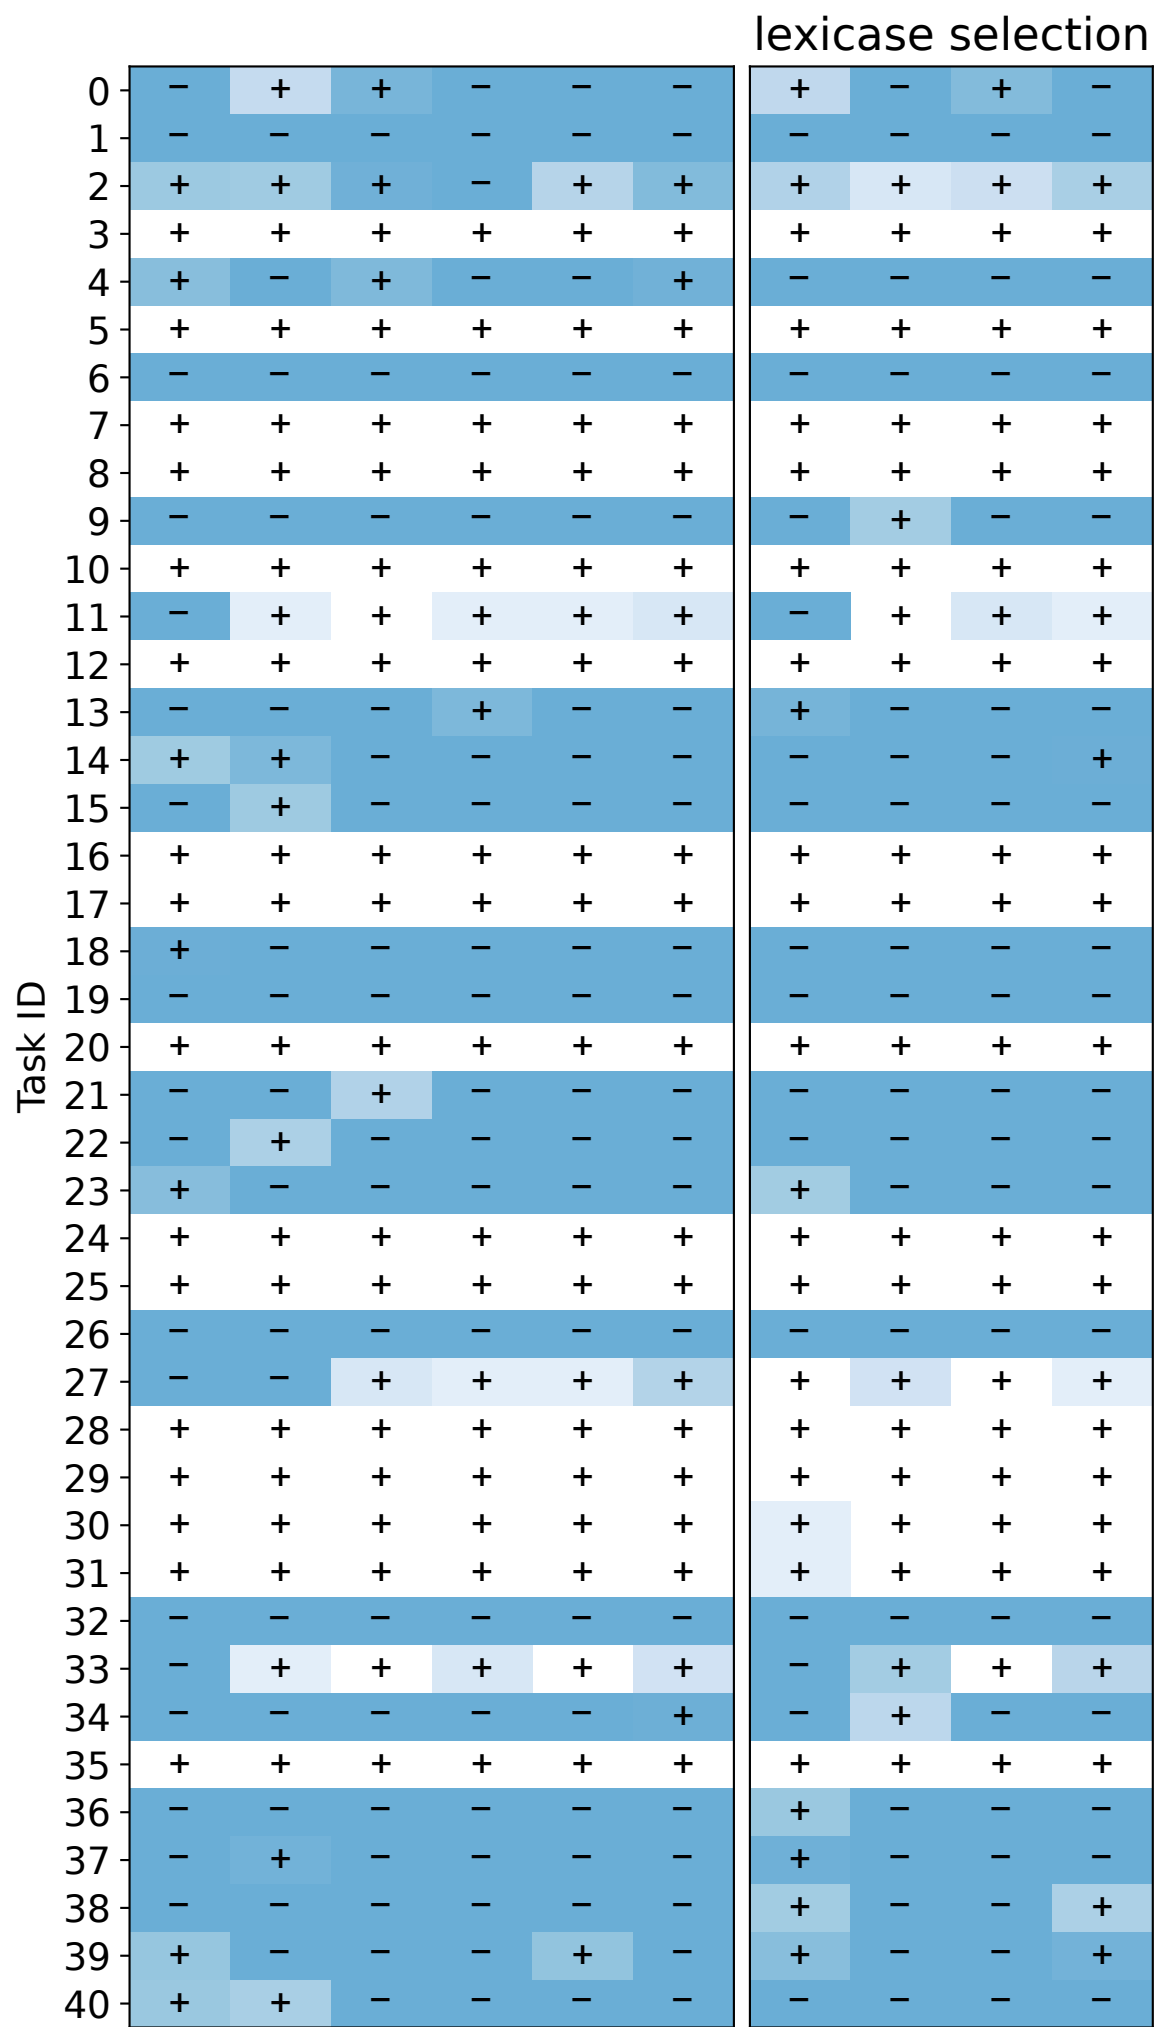 lexicase selection
0 − + + − − − + − + −
1 − − − − − − − − − −
2 + + + − + + + + + +
3 + + + + + + + + + +
4 + − + − − + − − − −
5 + + + + + + + + + +
6 − − − − − − − − − −
7 + + + + + + + + + +
8 + + + + + + + + + +
9 − − − − − − − + − −
10 + + + + + + + + + +
11 − + + + + + − + + +
12 + + + + + + + + + +
13 − − − + − − + − − −
14 + + − − − − − − − +
15 − + − − − − − − − −
16 + + + + + + + + + +
17 + + + + + + + + + +
18 + − − − − − − − − −
19 − − − − − − − − − −
Task ID
20 + + + + + + + + + +
21 − − + − − − − − − −
22 − + − − − − − − − −
23 + − − − − − + − − −
24 + + + + + + + + + +
25 + + + + + + + + + +
26 − − − − − − − − − −
27 − − + + + + + + + +
28 + + + + + + + + + +
29 + + + + + + + + + +
30 + + + + + + + + + +
31 + + + + + + + + + +
32 − − − − − − − − − −
33 − + + + + + − + + +
34 − − − − − + − + − −
35 + + + + + + + + + +
36 − − − − − − + − − −
37 − + − − − − + − − −
38 − − − − − − + − − +
39 + − − − + − + − − +
40 + + − − − − − − − −